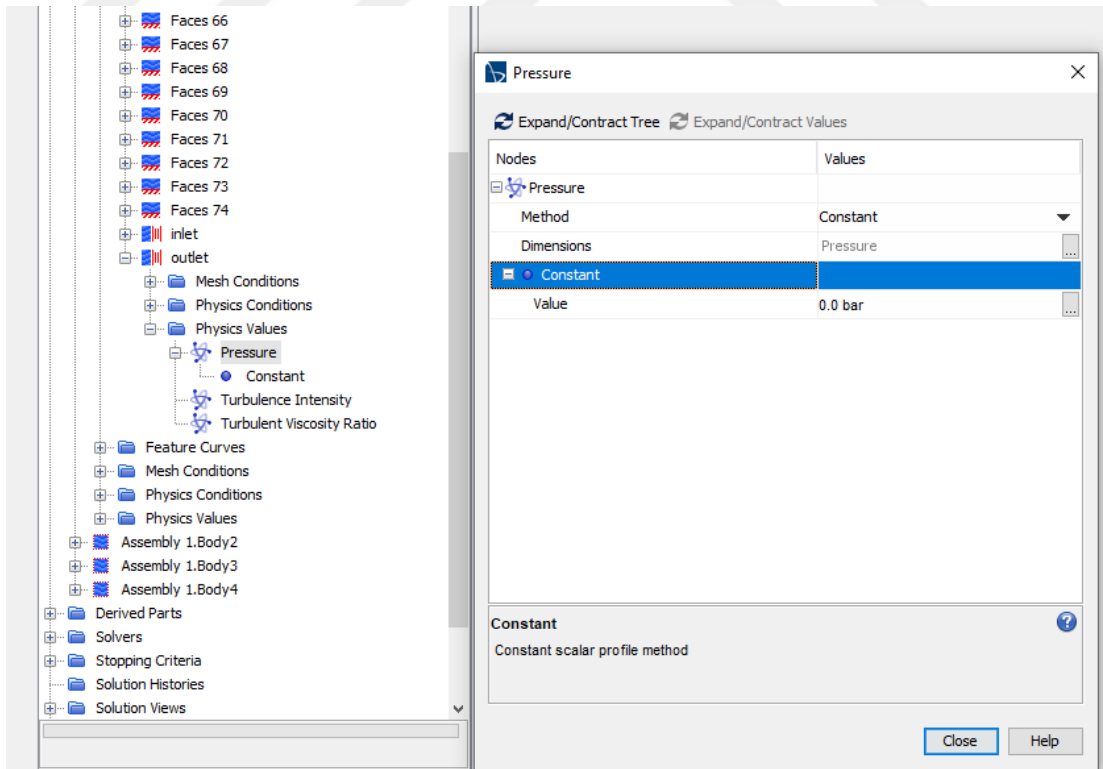 Faces 66
Faces 67
Faces 68
Faces 69
Faces 70
Faces 71
Faces 72
Faces 73
Faces 74
inlet
outlet
Mesh Conditions
Physics Conditions
Physics Values
Pressure
Constant
Turbulence Intensity
Turbulent Viscosity Ratio
Feature Curves
Mesh Conditions
Physics Conditions
Physics Values
Assembly 1.Body2
Assembly 1.Body3
Assembly 1.Body4
Derived Parts
Solvers
Stopping Criteria
Solution Histories
Solution Views
Pressure
Expand/Contract Tree Expand/Contract Values
Nodes Values
Pressure
Method Constant
Dimensions Pressure ...
Constant
Value 0.0 bar ...
Constant
Constant scalar profile method
Close Help